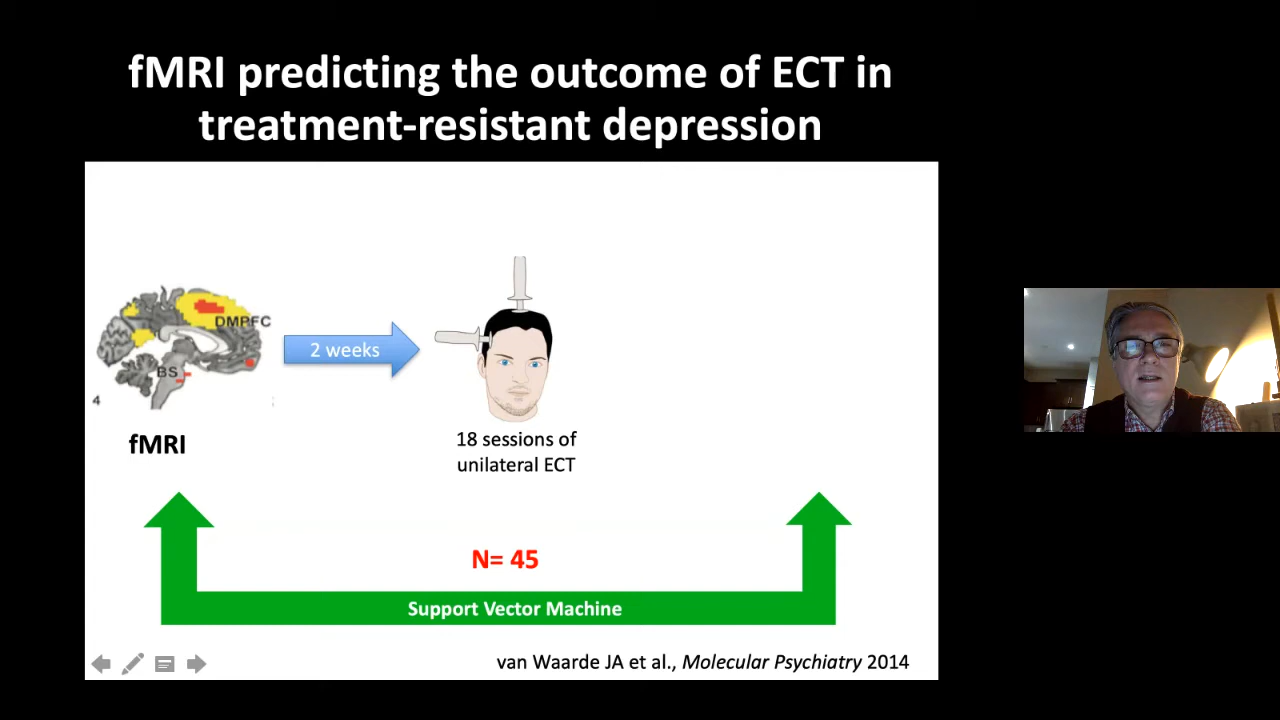 fMRI predicting the outcome of ECT in
treatment-resistant depression
DMPFC
BS
4
fMRI
2 weeks
18 sessions of
unilateral ECT
N= 45
Support Vector Machine
van Waarde JA et al., Molecular Psychiatry 2014